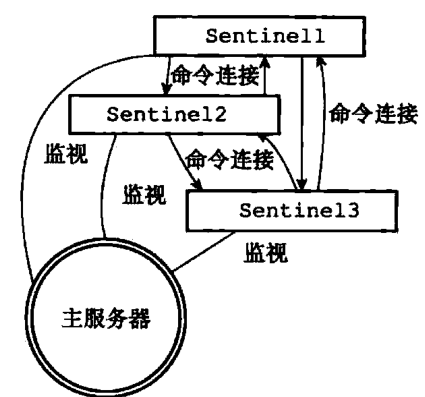 Sentinel1
命令连接
Sentinel2
命令连接
监视
命令连接
监视
Sentinel3
监视
主服务器